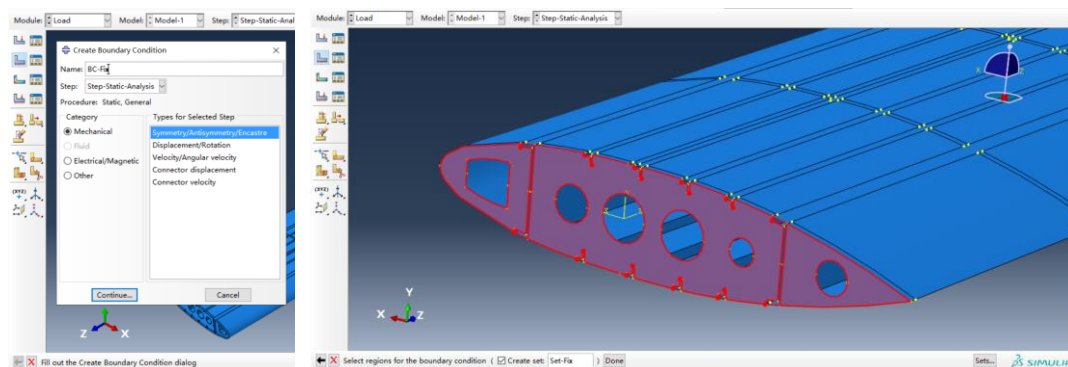 Module: Load Model: Model-1 Step: Step-Static-Anal
Create Boundary Condition
Name: BC-Fix
Step: Step-Static-Analysis
Procedure: Static, General
Category
Mechanical
Fluid
Electrical/Magnetic
Other
Types for Selected Step
Symmetry/Antisymmetry/Encastre
Displacement/Rotation
Velocity/Angular velocity
Connector displacement
Connector velocity
Continue...
Cancel
(XYZ)
Y
Z X
Fill out the Create Boundary Condition dialog
Module: Load Model: Model-1 Step: Step-Static-Analysis
(XYZ)
Y
X Z
Select regions for the boundary condition ( Create set: Set-Fix ) Done
Sets...
SIMULIA